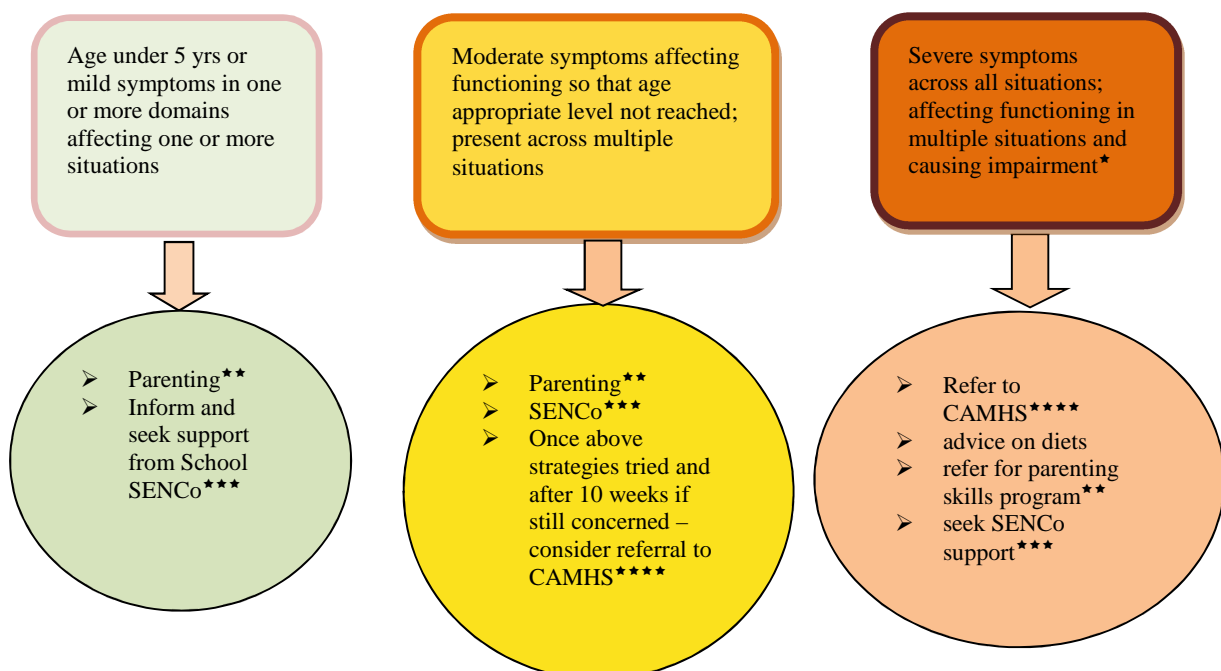 Age under 5 yrs or
mild symptoms in one
or more domains
affecting one or more
situations
Moderate symptoms affecting
functioning so that age
appropriate level not reached;
present across multiple
situations
Severe symptoms
across all situations;
affecting functioning in
multiple situations and
causing impairment★
➢ Parenting★★
➢ Inform and
seek support
from School
SENCo★★★
➢ Parenting★★
➢ SENCo★★★
➢ Once above
strategies tried and
after 10 weeks if
still concerned –
consider referral to
CAMHS★★★★
➢ Refer to
CAMHS★★★★
➢ advice on diets
➢ refer for parenting
skills program★★
➢ seek SENCo
support★★★